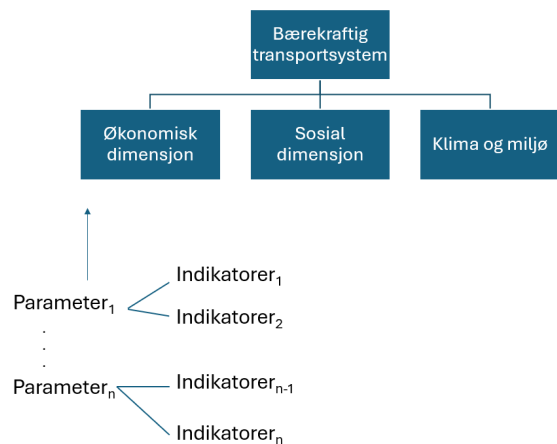 Bærekraftig
transportsystem
Økonomisk
dimensjon
Sosial
dimensjon
Klima og miljø
Indikatorer₁
Parameter₁
Indikatorer₂
.
.
.
Parameterₙ
Indikatorerₙ₋₁
Indikatorerₙ